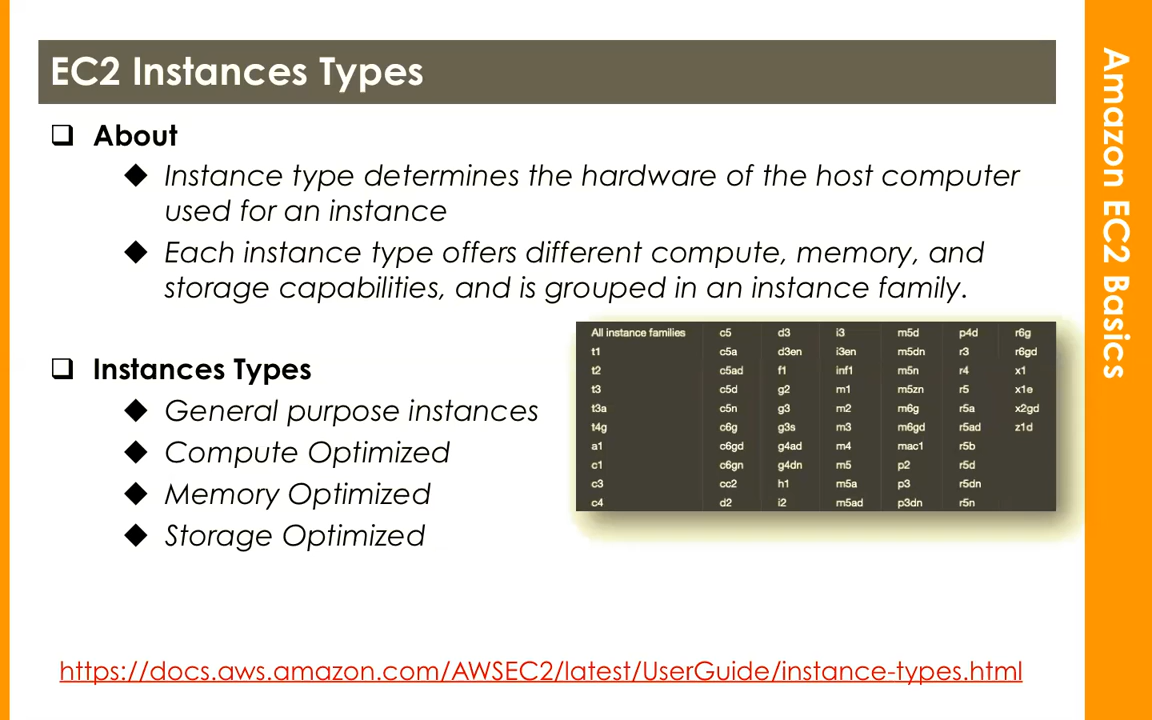 EC2 Instances Types
❑ About
◆ Instance type determines the hardware of the host computer
used for an instance
◆ Each instance type offers different compute, memory, and
storage capabilities, and is grouped in an instance family.
❑ Instances Types
◆ General purpose instances
◆ Compute Optimized
◆ Memory Optimized
◆ Storage Optimized
All instance families c5 d3 i3 m5d p4d r6g
t1 c5a d3en i3en m5dn r3 r6gd
t2 c5ad f1 inf1 m5n r4 x1
t3 c5d g2 m1 m5zn r5 x1e
t3a c5n g3 m2 m6g r5a x2gd
t4g c6g g3s m3 m6gd r5ad z1d
a1 c6gd g4ad m4 mac1 r5b
c1 c6gn g4dn m5 p2 r5d
c3 cc2 h1 m5a p3 r5dn
c4 d2 i2 m5ad p3dn r5n
https://docs.aws.amazon.com/AWSEC2/latest/UserGuide/instance-types.html
Amazon EC2 Basics